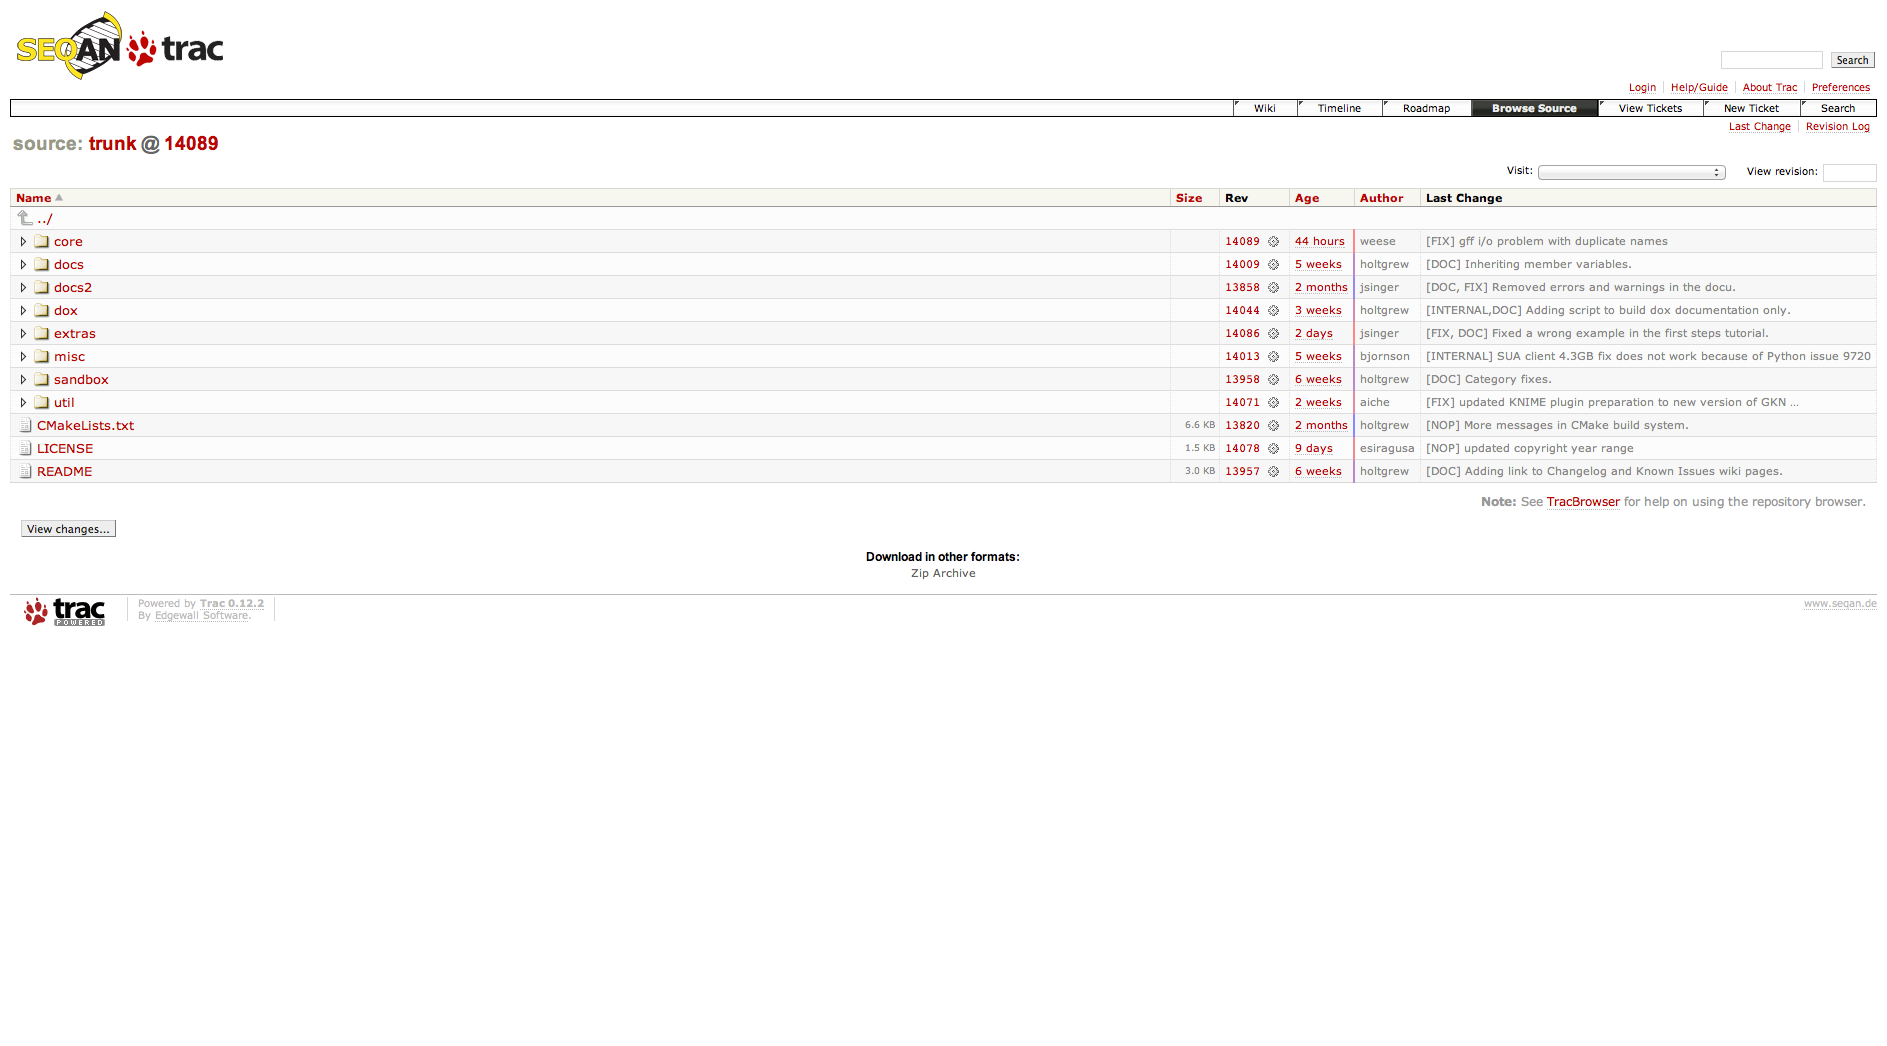 SEQAN trac
Search
Login Help/Guide About Trac Preferences
Wiki Timeline Roadmap Browse Source View Tickets New Ticket Search
Last Change Revision Log
source: trunk @ 14089
Visit: View revision:
Name Size Rev Age Author Last Change
../
core 14089 44 hours weese [FIX] gff i/o problem with duplicate names
docs 14009 5 weeks holtgrew [DOC] Inheriting member variables.
docs2 13858 2 months jsinger [DOC, FIX] Removed errors and warnings in the docu.
dox 14044 3 weeks holtgrew [INTERNAL,DOC] Adding script to build dox documentation only.
extras 14086 2 days jsinger [FIX, DOC] Fixed a wrong example in the first steps tutorial.
misc 14013 5 weeks bjornson [INTERNAL] SUA client 4.3GB fix does not work because of Python issue 9720
sandbox 13958 6 weeks holtgrew [DOC] Category fixes.
util 14071 2 weeks aiche [FIX] updated KNIME plugin preparation to new version of GKN ...
CMakeLists.txt 6.6 KB 13820 2 months holtgrew [NOP] More messages in CMake build system.
LICENSE 1.5 KB 14078 9 days esiragusa [NOP] updated copyright year range
README 3.0 KB 13957 6 weeks holtgrew [DOC] Adding link to Changelog and Known Issues wiki pages.
Note: See TracBrowser for help on using the repository browser.
View changes...
Download in other formats:
Zip Archive
trac POWERED
Powered by Trac 0.12.2
By Edgewall Software.
www.seqan.de